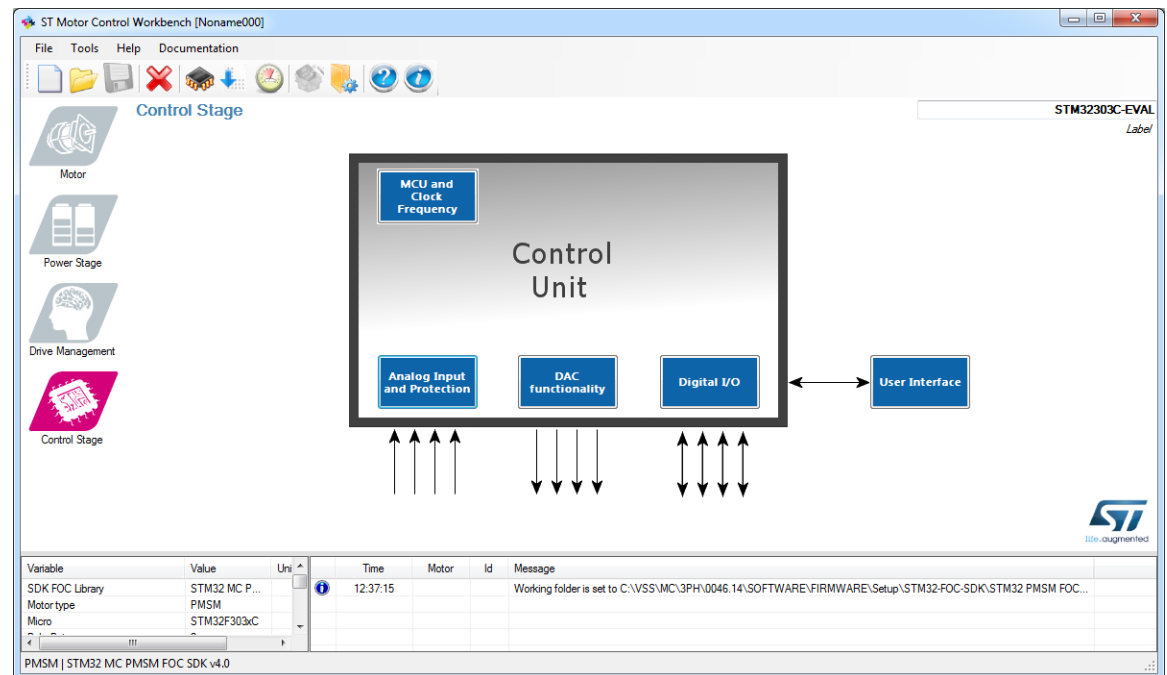 ST Motor Control Workbench [Noname000]
File Tools Help Documentation
Control Stage
STM32303C-EVAL
Label
Motor
Power Stage
Drive Management
Control Stage
MCU and
Clock
Frequency
Control
Unit
Analog Input
and Protection
DAC
functionality
Digital I/O
User Interface
ST
life.augmented
Variable Value Uni
SDK FOC Library STM32 MC P...
Motor type PMSM
Micro STM32F303xC
Time Motor Id Message
12:37:15 Working folder is set to C:\VSS\MC\3PH\0046.14\SOFTWARE\FIRMWARE\Setup\STM32-FOC-SDK\STM32 PMSM FOC...
PMSM | STM32 MC PMSM FOC SDK v4.0